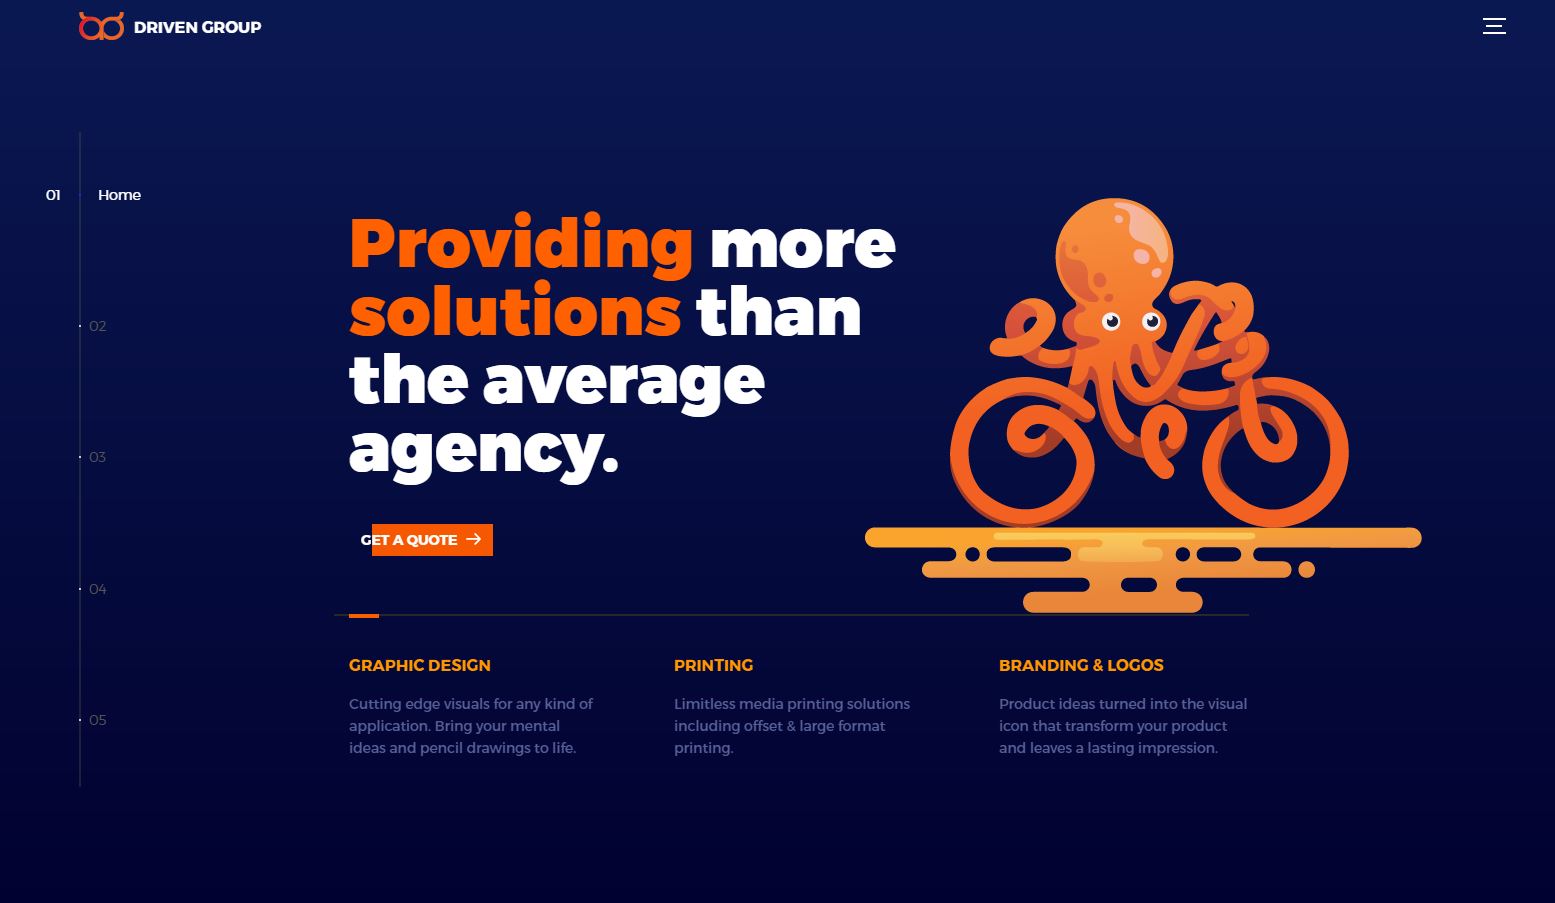 DRIVEN GROUP
01 Home
Providing more
solutions than
the average
agency.
GET A QUOTE
02
03
04
05
GRAPHIC DESIGN
Cutting edge visuals for any kind of
application. Bring your mental
ideas and pencil drawings to life.
PRINTING
Limitless media printing solutions
including offset & large format
printing.
BRANDING & LOGOS
Product ideas turned into the visual
icon that transform your product
and leaves a lasting impression.